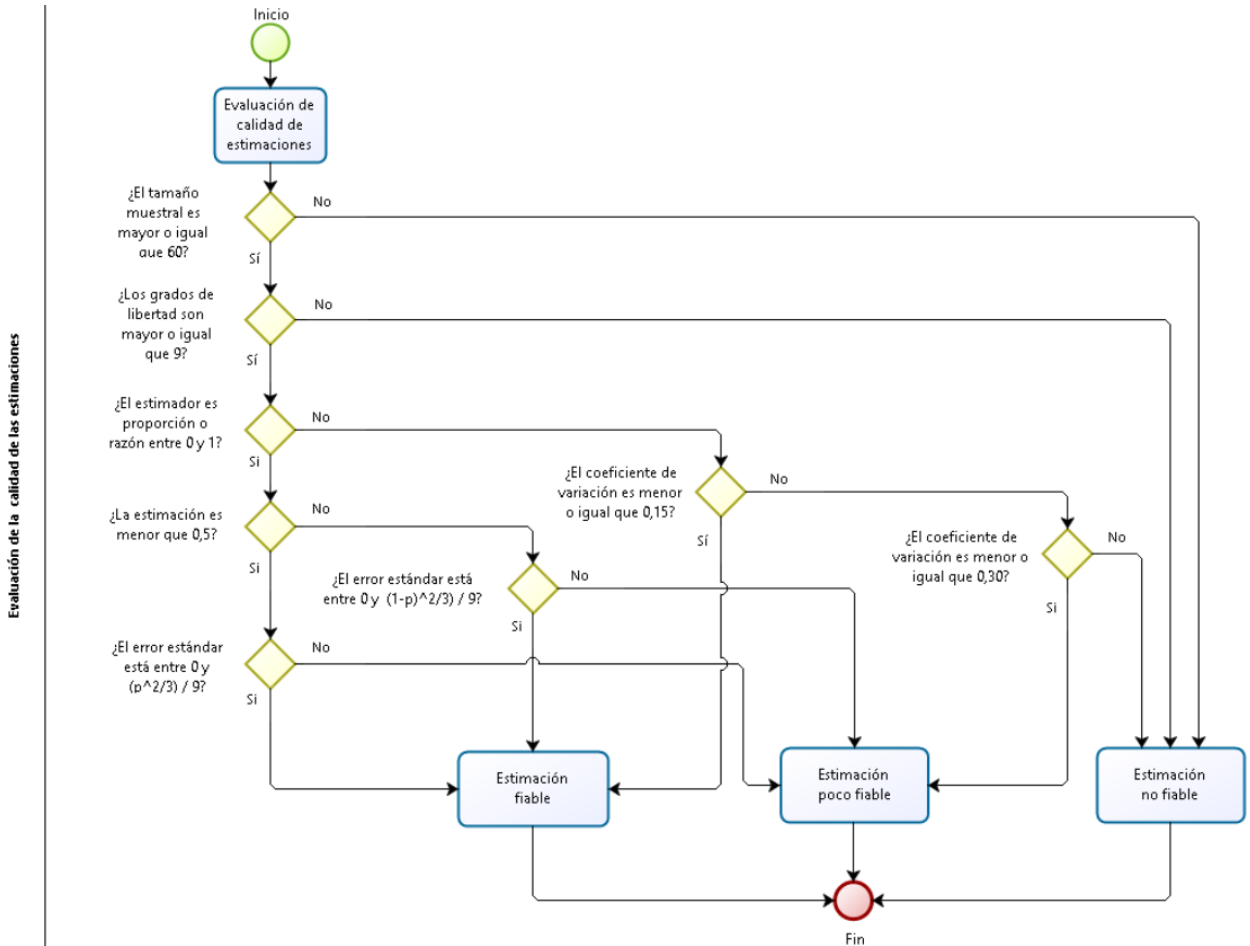 Evaluación de la calidad de las estimaciones
Inicio
Evaluación de
calidad de
estimaciones
¿El tamaño
muestral es
mayor o igual
que 60?
No
Sí
¿Los grados de
libertad son
mayor o igual
que 9?
No
Sí
¿El estimador es
proporción o
razón entre 0 y 1?
No
Si
¿El coeficiente de
variación es menor
o igual que 0,15?
No
Sí
¿La estimación es
menor que 0,5?
No
Si
¿El coeficiente de
variación es menor o
igual que 0,30?
No
Si
¿El error estándar está
entre 0 y (1-p)^2/3) / 9?
No
Si
¿El error estándar
está entre 0 y
(p^2/3) / 9?
No
Si
Estimación
fiable
Estimación
poco fiable
Estimación
no fiable
Fin